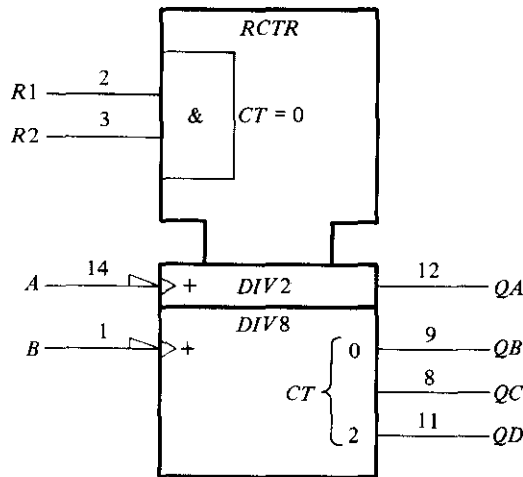 RCTR
R1 2
& CT = 0
R2 3
A 14 + DIV2 12 QA
DIV8
B 1 + 0 9 QB
CT 8 QC
2 11 QD